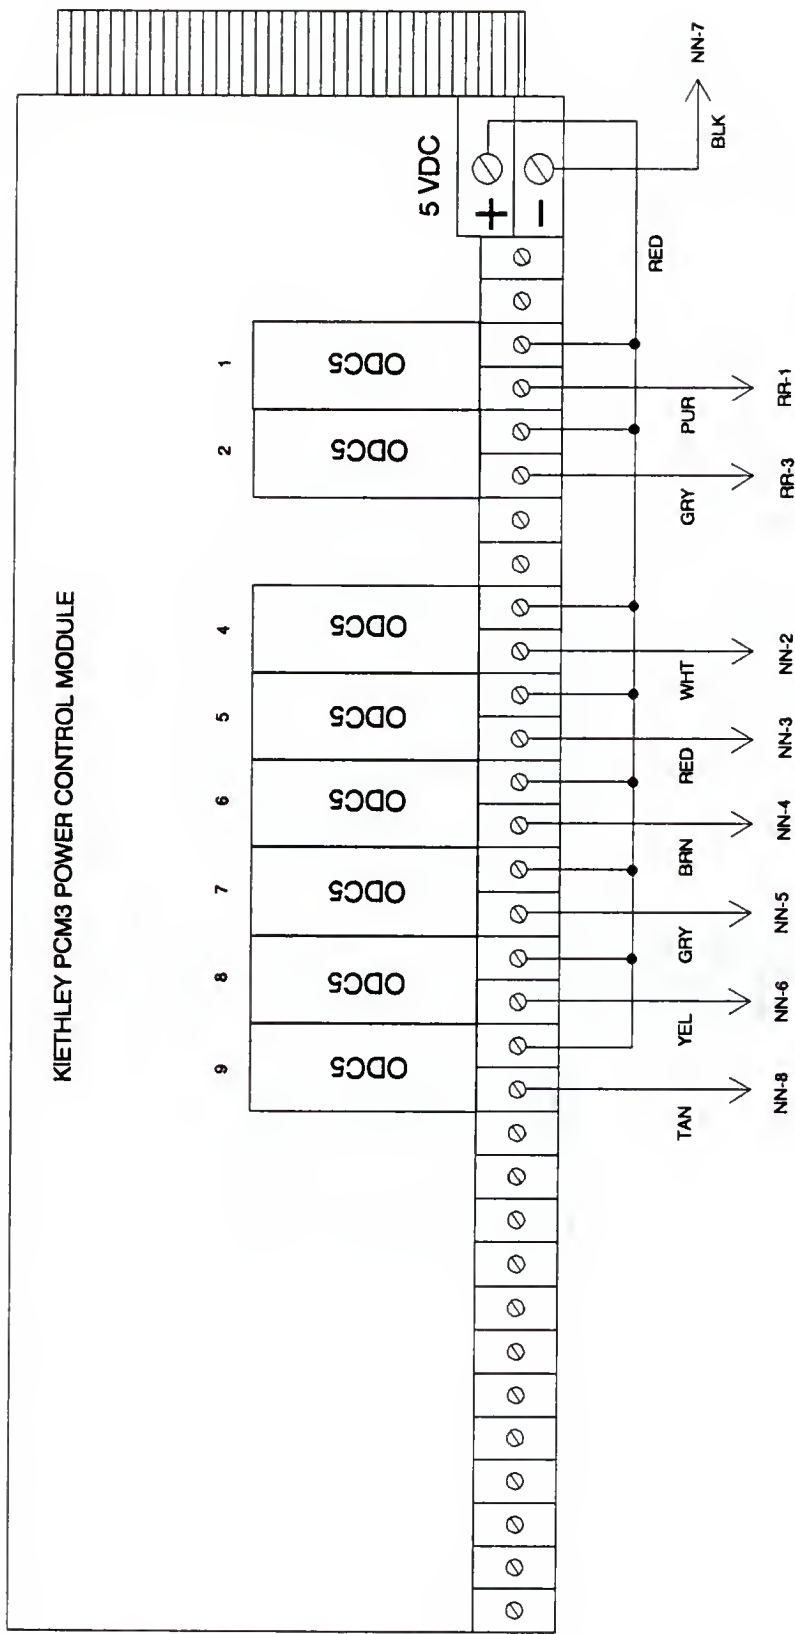 KIETHLEY PCM3 POWER CONTROL MODULE
9
8
7
6
5
4
2
1
ODC5
ODC5
ODC5
ODC5
ODC5
ODC5
ODC5
ODC5
5 VDC
+
−
TAN
YEL
GRY
BRN
RED
WHT
GRY
PUR
RED
BLK
NN-8
NN-6
NN-5
NN-4
NN-3
NN-2
RR-3
RR-1
NN-7